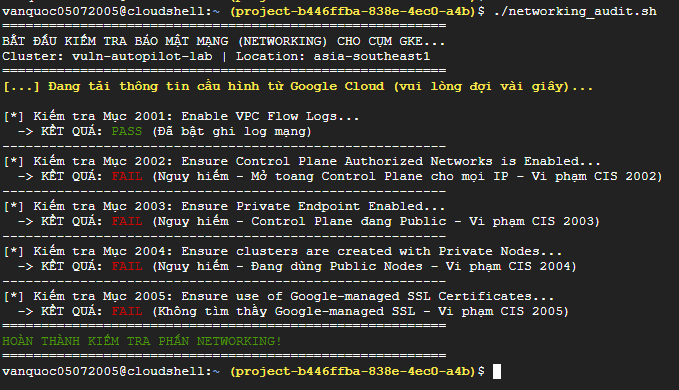 vanquoc05072005@cloudshell:~ (project-b446ffba-838e-4ec0-a4b)$ ./networking_audit.sh
=======================================================
BẮT ĐẦU KIỂM TRA BẢO MẬT MẠNG (NETWORKING) CHO CỤM GKE...
Cluster: vuln-autopilot-lab | Location: asia-southeast1
=======================================================
[...] Đang tải thông tin cấu hình từ Google Cloud (vui lòng đợi vài giây)...
[*] Kiểm tra Mục 2001: Enable VPC Flow Logs...
-> KẾT QUẢ: PASS (Đã bật ghi log mạng)
-------------------------------------------------------
[*] Kiểm tra Mục 2002: Ensure Control Plane Authorized Networks is Enabled...
-> KẾT QUẢ: FAIL (Nguy hiểm - Mở toang Control Plane cho mọi IP - Vi phạm CIS 2002)
-------------------------------------------------------
[*] Kiểm tra Mục 2003: Ensure Private Endpoint Enabled...
-> KẾT QUẢ: FAIL (Nguy hiểm - Control Plane đang Public - Vi phạm CIS 2003)
-------------------------------------------------------
[*] Kiểm tra Mục 2004: Ensure clusters are created with Private Nodes...
-> KẾT QUẢ: FAIL (Nguy hiểm - Đang dùng Public Nodes - Vi phạm CIS 2004)
-------------------------------------------------------
[*] Kiểm tra Mục 2005: Ensure use of Google-managed SSL Certificates...
-> KẾT QUẢ: FAIL (Không tìm thấy Google-managed SSL - Vi phạm CIS 2005)
=======================================================
HOÀN THÀNH KIỂM TRA PHẦN NETWORKING!
=======================================================
vanquoc05072005@cloudshell:~ (project-b446ffba-838e-4ec0-a4b)$